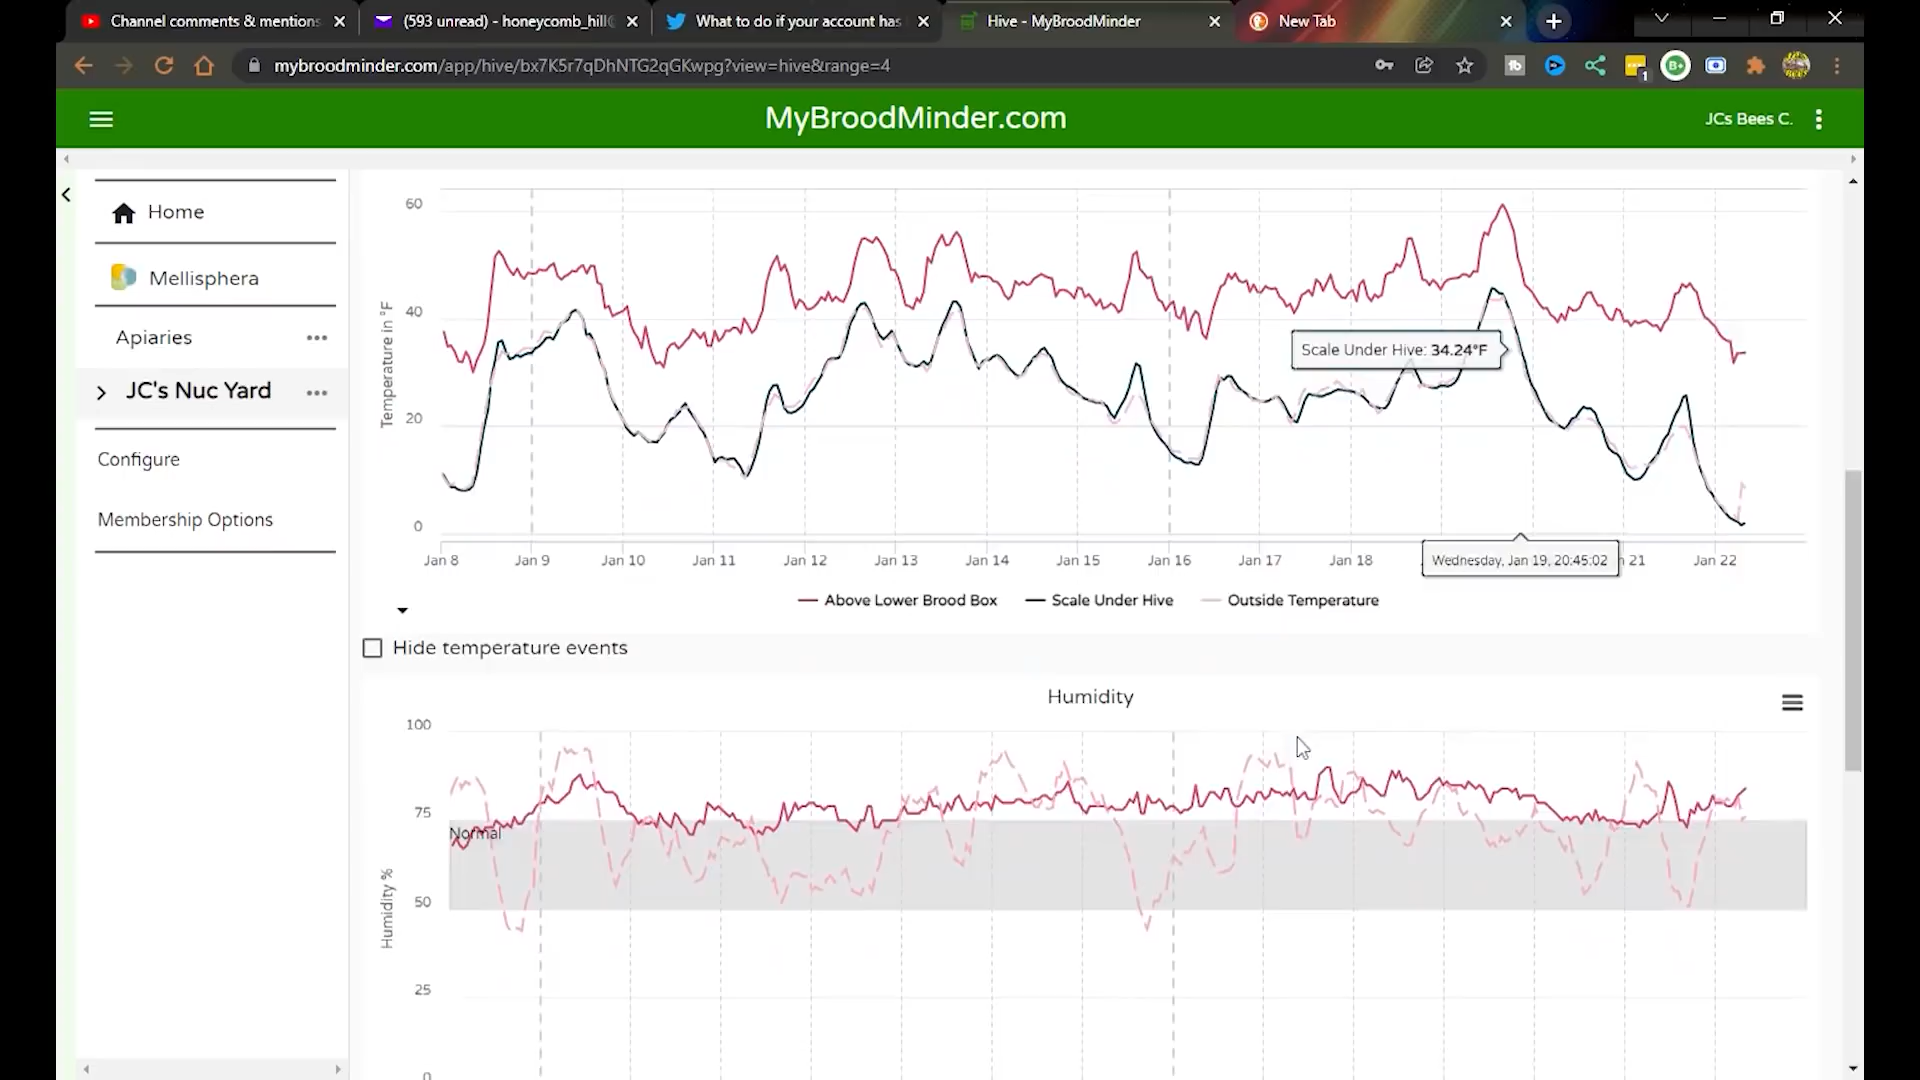 Channel comments & mentions
(593 unread) - honeycomb_hill@
What to do if your account has
Hive - MyBroodMinder
New Tab
mybroodminder.com/app/hive/bx7K5r7qDhNTG2qGKwpg?view=hive&range=4
MyBroodMinder.com
JCs Bees C.
Home
Mellisphera
Apiaries
JC's Nuc Yard
Configure
Membership Options
Temperature in °F
60
40
20
0
Scale Under Hive: 34.24°F
Jan 8 Jan 9 Jan 10 Jan 11 Jan 12 Jan 13 Jan 14 Jan 15 Jan 16 Jan 17 Jan 18 Wednesday, Jan 19, 20:45:02 n 21 Jan 22
Above Lower Brood Box Scale Under Hive Outside Temperature
Hide temperature events
Humidity
Humidity %
100
75
Normal
50
25
0